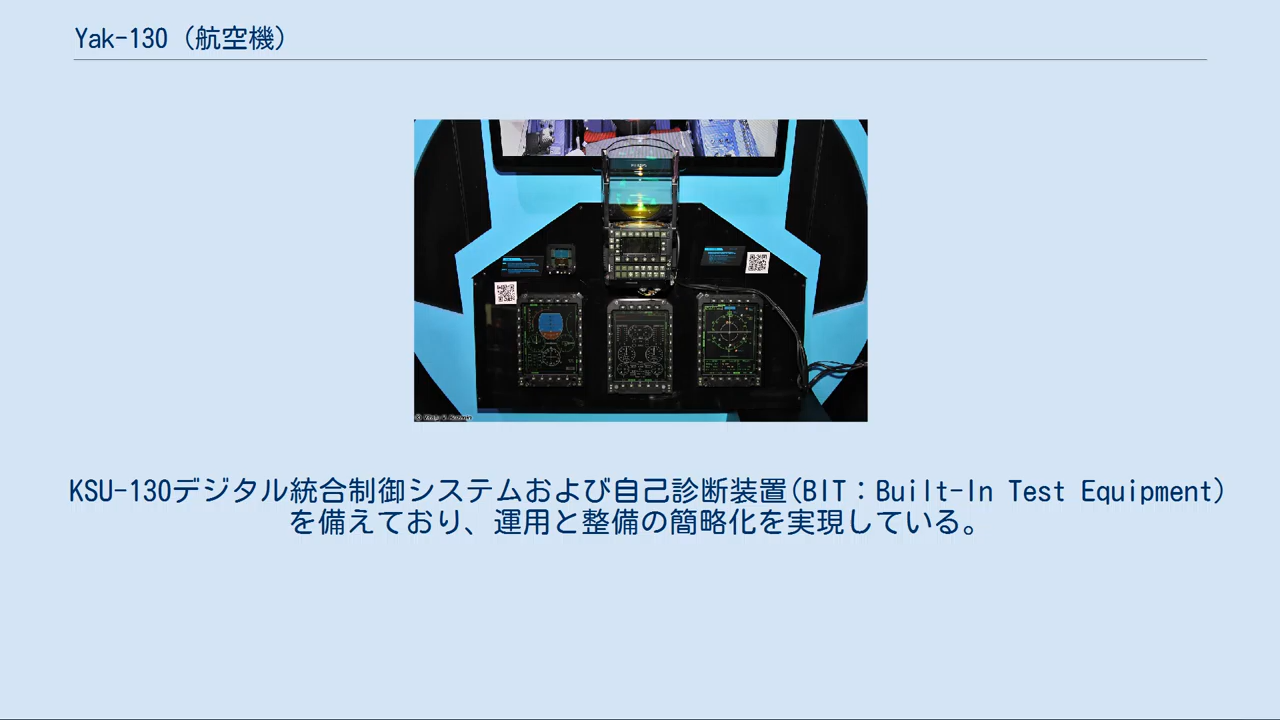 Yak-130（航空機）
KSU-130デジタル統合制御システムおよび自己診断装置(BIT：Built-In Test Equipment)
を備えており、運用と整備の簡略化を実現している。